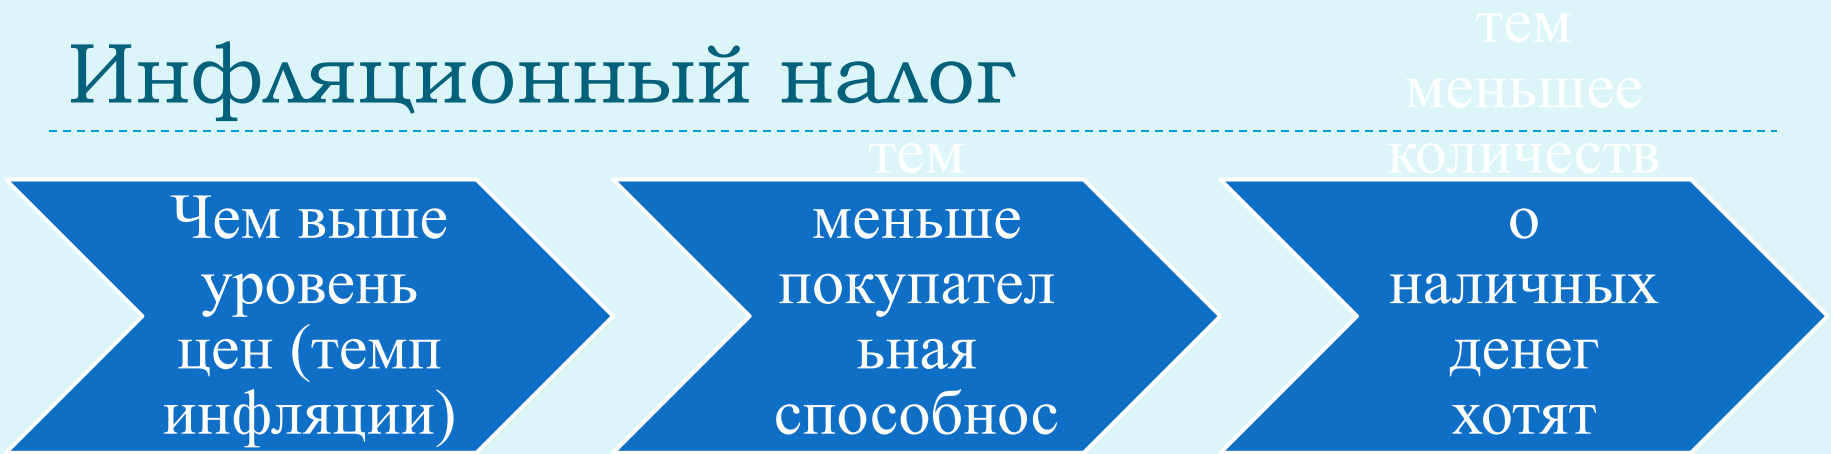 Инфляционный налог
Чем выше
уровень
цен (темп
инфляции)
тем
меньше
покупател
ьная
способнос
тем
меньшее
количеств
о
наличных
денег
хотят